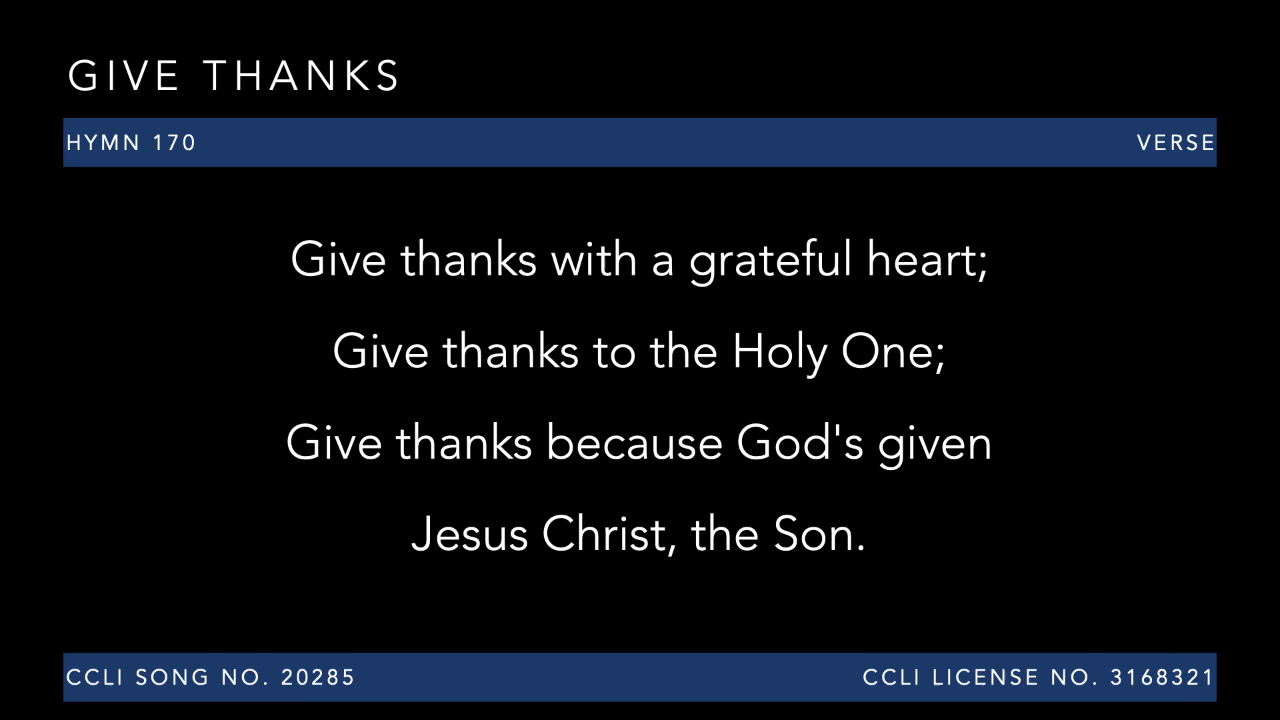 GIVE THANKS
HYMN 170
VERSE
Give thanks with a grateful heart;
Give thanks to the Holy One;
Give thanks because God's given
Jesus Christ, the Son.
CCLI SONG NO. 20285
CCLI LICENSE NO. 3168321